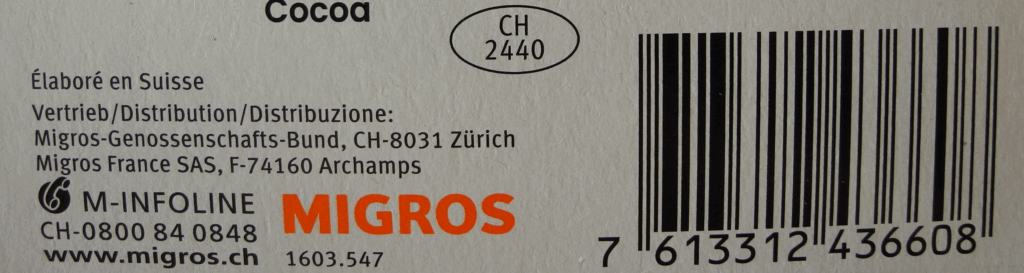 Cocoa
CH
2440
Élaboré en Suisse
Vertrieb/Distribution/Distribuzione:
Migros-Genossenschafts-Bund, CH-8031 Zürich
Migros France SAS, F-74160 Archamps
M-INFOLINE
CH-0800 84 0848
www.migros.ch
MIGROS
1603.547
7 613312 436608